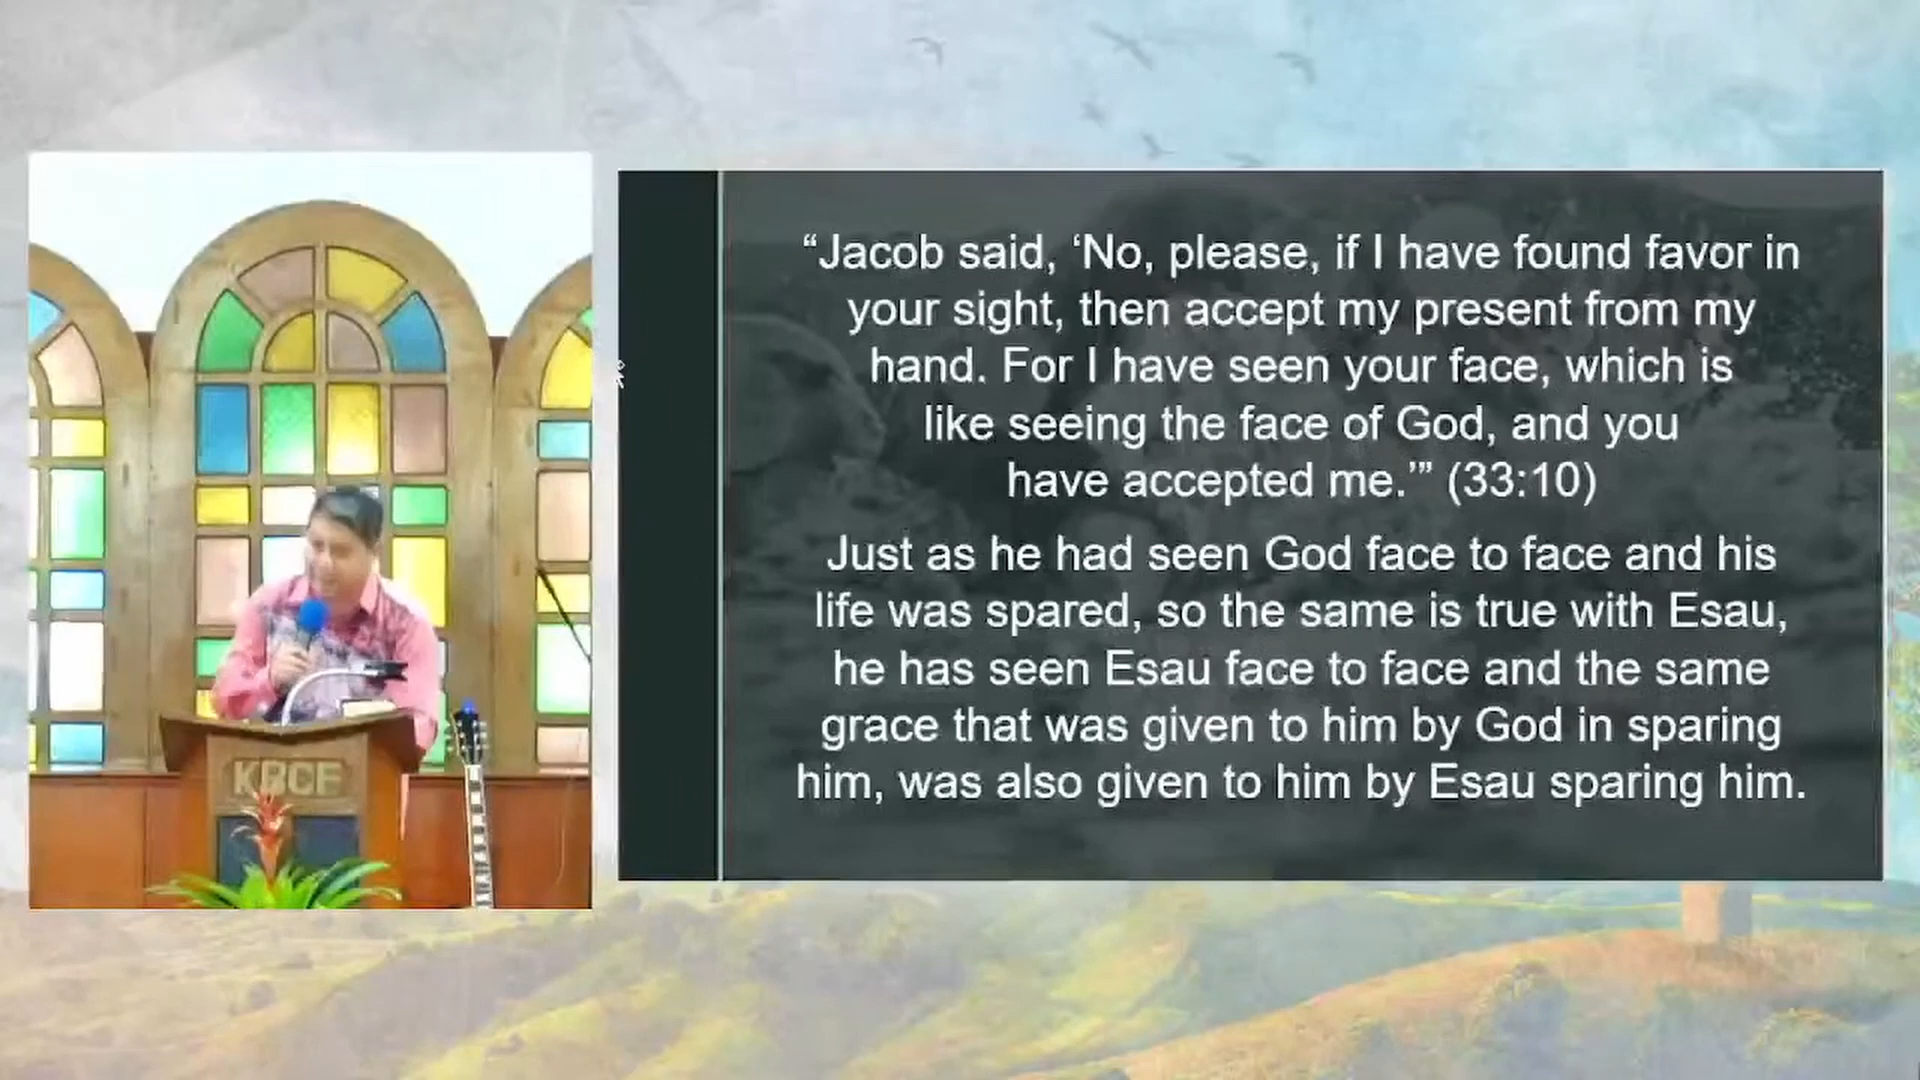 “Jacob said, ‘No, please, if I have found favor in
your sight, then accept my present from my
hand. For I have seen your face, which is
like seeing the face of God, and you
have accepted me.’” (33:10)
Just as he had seen God face to face and his
life was spared, so the same is true with Esau,
he has seen Esau face to face and the same
grace that was given to him by God in sparing
him, was also given to him by Esau sparing him.
KBCF